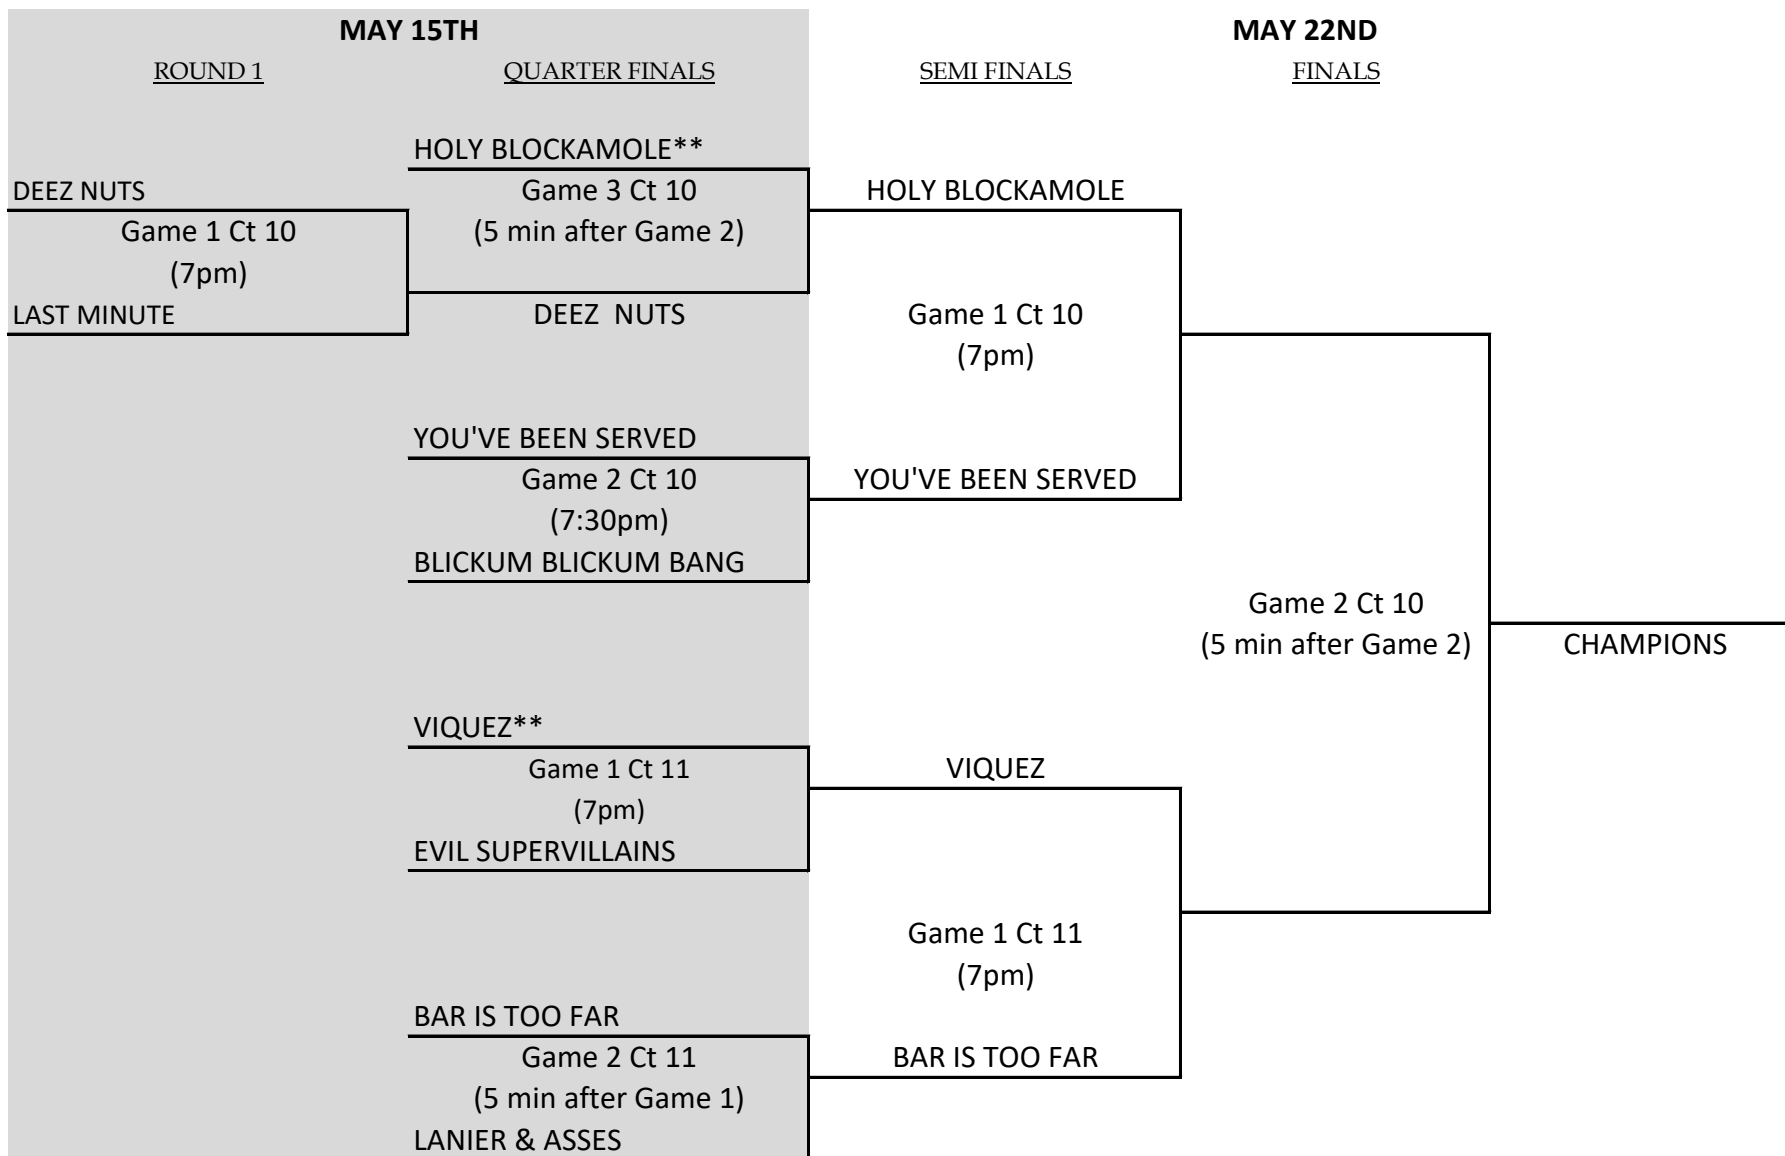 MAY 15TH
MAY 22ND
ROUND 1
QUARTER FINALS
SEMI FINALS
FINALS
HOLY BLOCKAMOLE**
DEEZ NUTS
Game 3 Ct 10
HOLY BLOCKAMOLE
Game 1 Ct 10
(5 min after Game 2)
(7pm)
LAST MINUTE
DEEZ  NUTS
Game 1 Ct 10
(7pm)
YOU'VE BEEN SERVED
Game 2 Ct 10
YOU'VE BEEN SERVED
(7:30pm)
BLICKUM BLICKUM BANG
Game 2 Ct 10
(5 min after Game 2)
CHAMPIONS
VIQUEZ**
Game 1 Ct 11
VIQUEZ
(7pm)
EVIL SUPERVILLAINS
Game 1 Ct 11
(7pm)
BAR IS TOO FAR
Game 2 Ct 11
BAR IS TOO FAR
(5 min after Game 1)
LANIER & ASSES